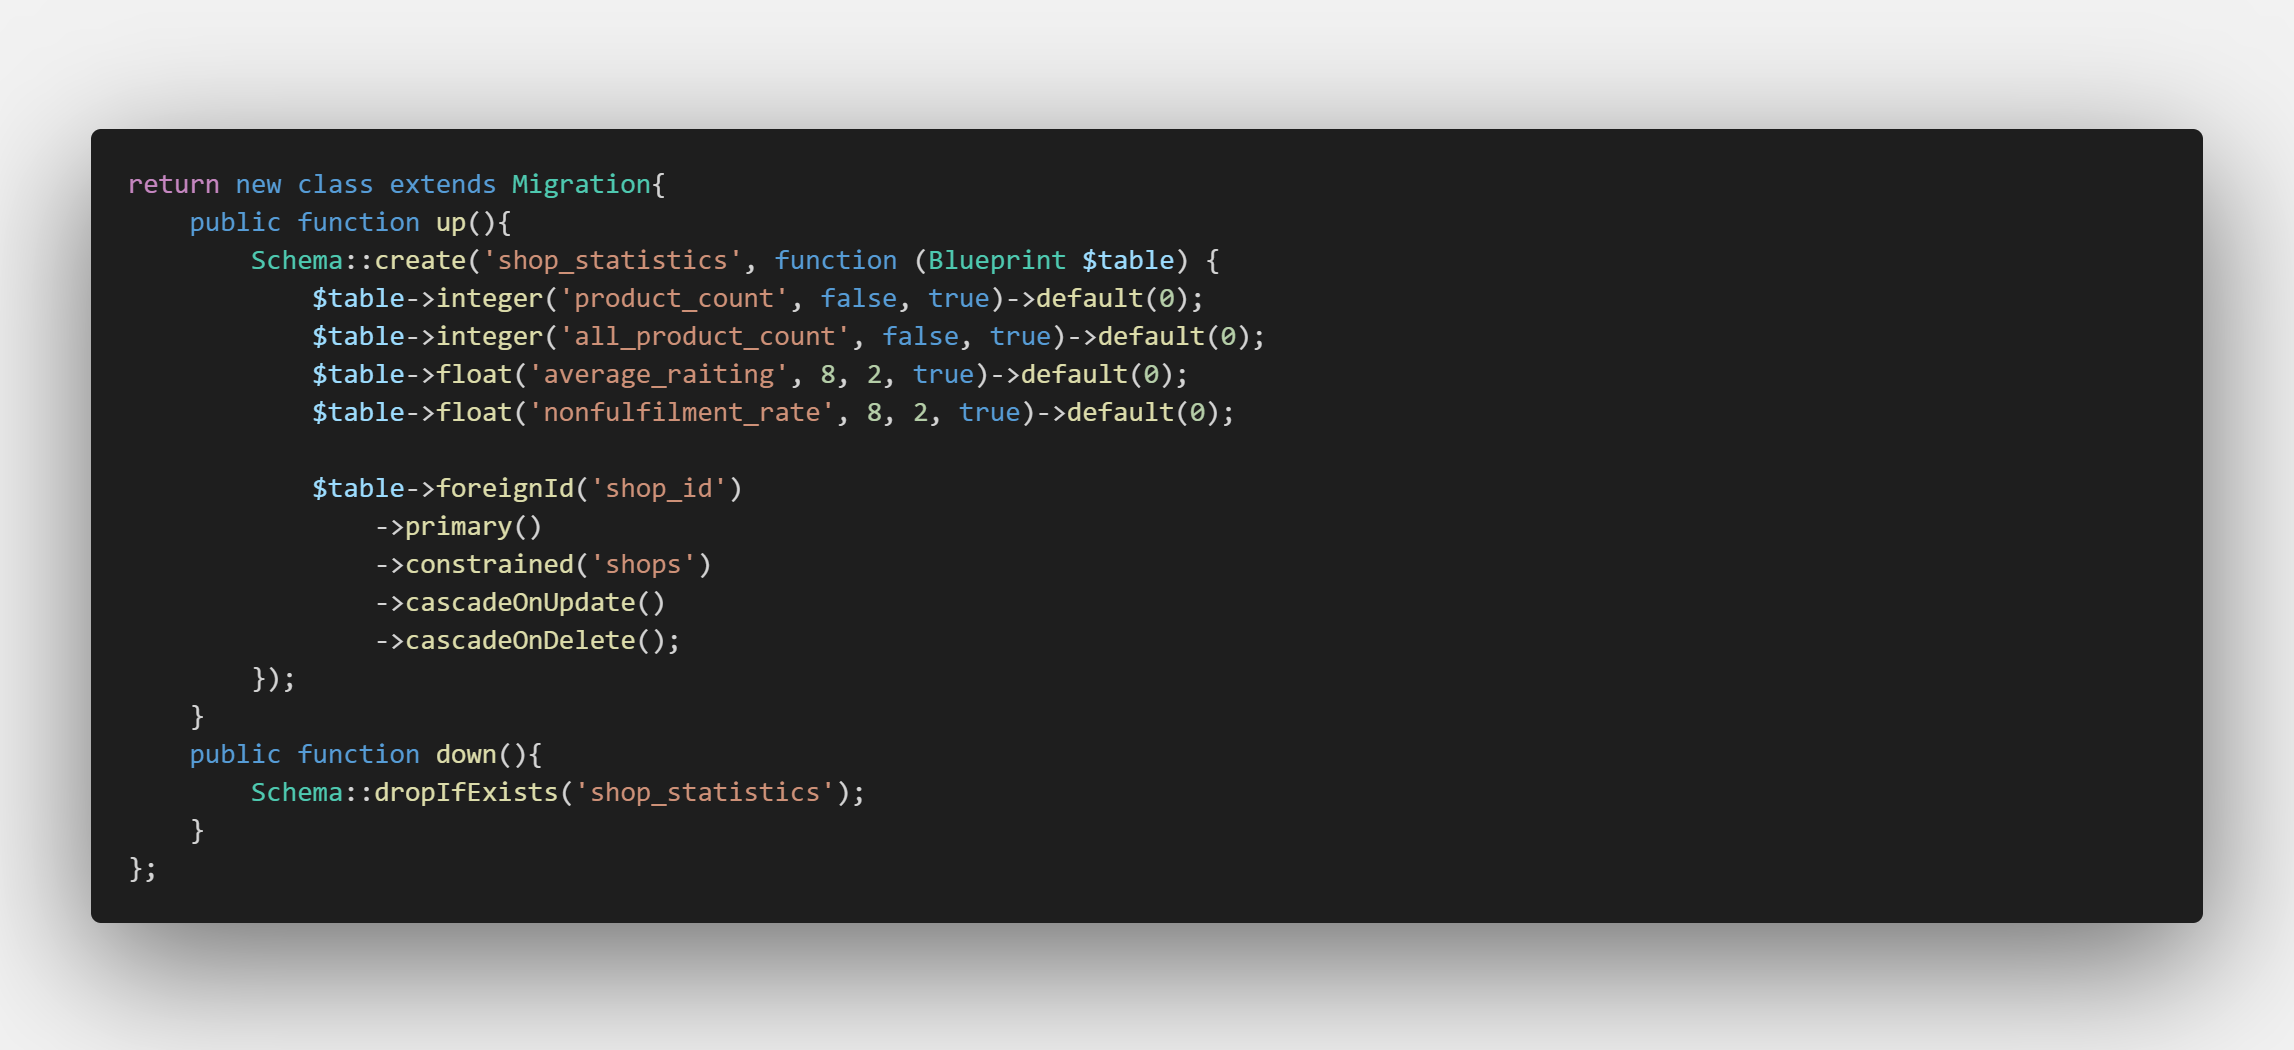 return new class extends Migration{
    public function up(){
        Schema::create('shop_statistics', function (Blueprint $table) {
            $table->integer('product_count', false, true)->default(0);
            $table->integer('all_product_count', false, true)->default(0);
            $table->float('average_raiting', 8, 2, true)->default(0);
            $table->float('nonfulfilment_rate', 8, 2, true)->default(0);

            $table->foreignId('shop_id')
                ->primary()
                ->constrained('shops')
                ->cascadeOnUpdate()
                ->cascadeOnDelete();
        });
    }
    public function down(){
        Schema::dropIfExists('shop_statistics');
    }
};